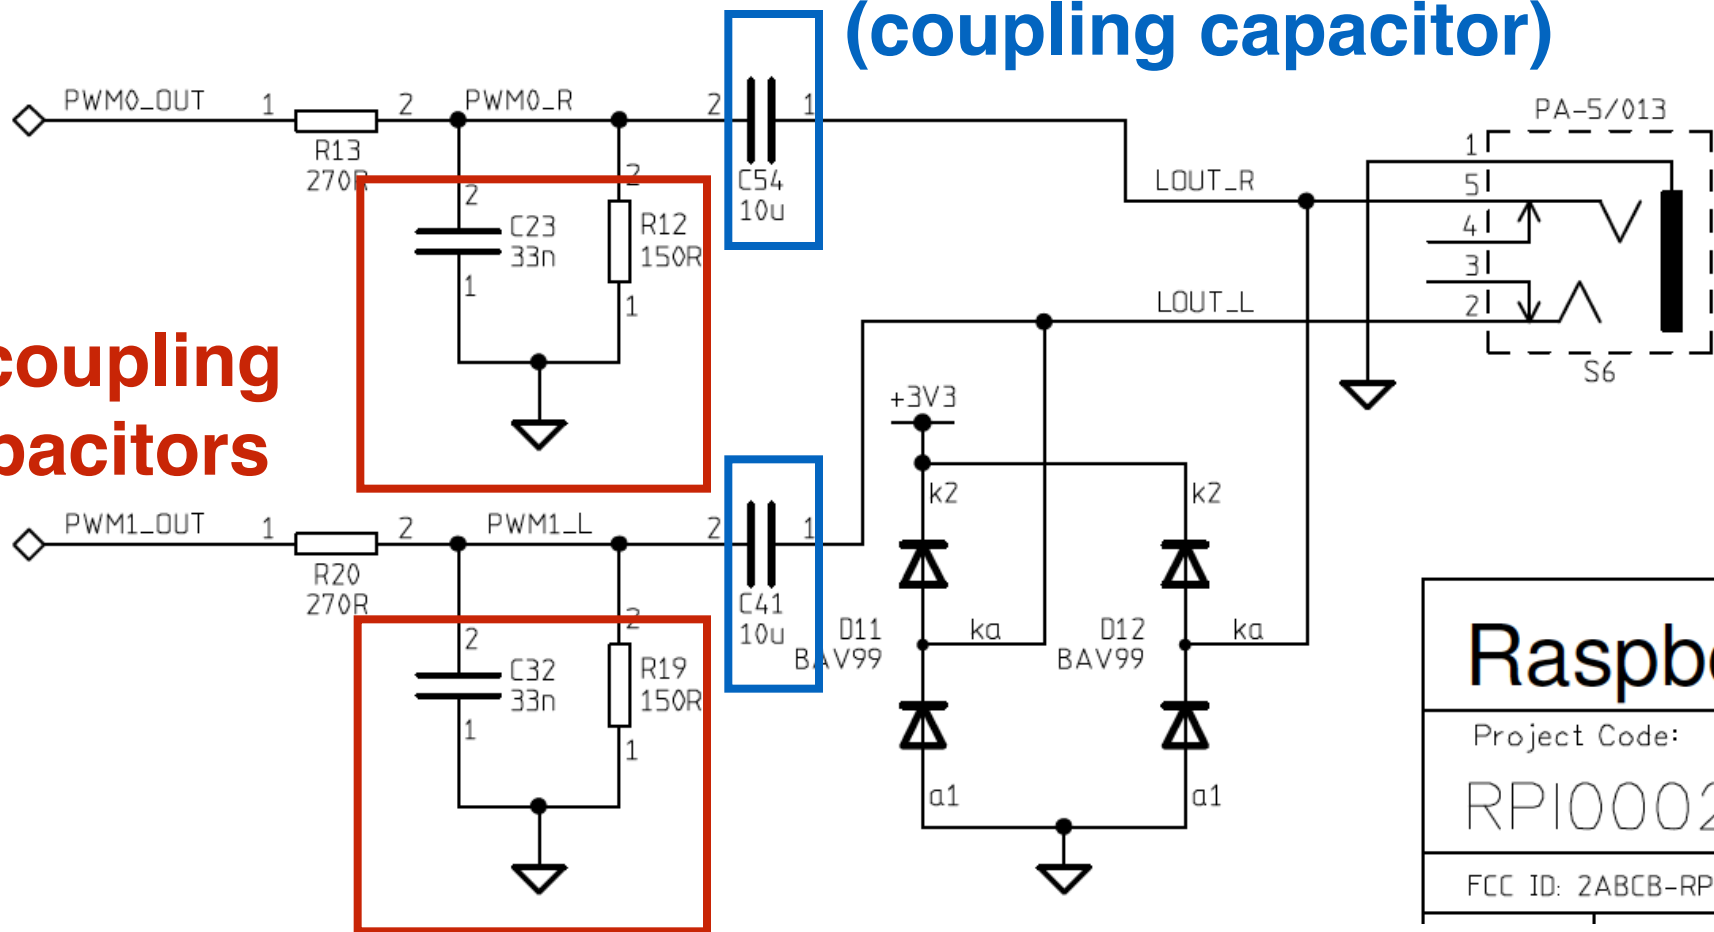 (coupling capacitor)
PWM0_OUT
1
2
PWM0_R
2
1
PA-5/013
R13
270R
C54
10u
LOUT_R
1
5
4
3
2
2
C23
33n
1
2
R12
150R
1
LOUT_L
S6
coupling
pacitors
+3V3
PWM1_OUT
1
2
PWM1_L
2
1
k2
k2
R20
270R
C41
10u
D11
BAV99
ka
D12
BAV99
ka
2
C32
33n
1
2
R19
150R
1
a1
a1
Raspb
Project Code:
RPI0002
FCC ID: 2ABCB-RP